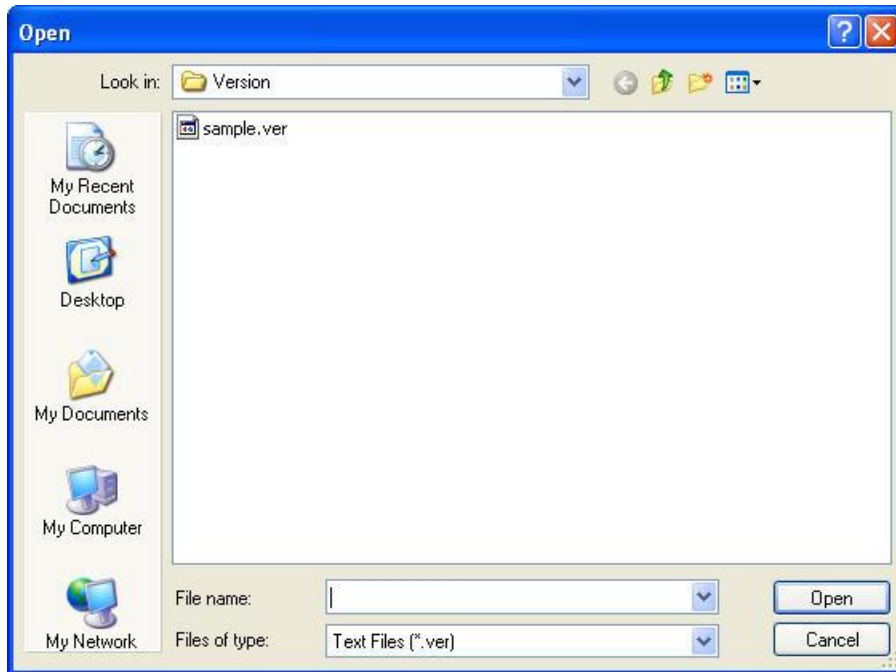 Open
Look in:
Version
sample.ver
My Recent
Documents
Desktop
My Documents
My Computer
My Network
File name:
Open
Files of type:
Text Files (*.ver)
Cancel